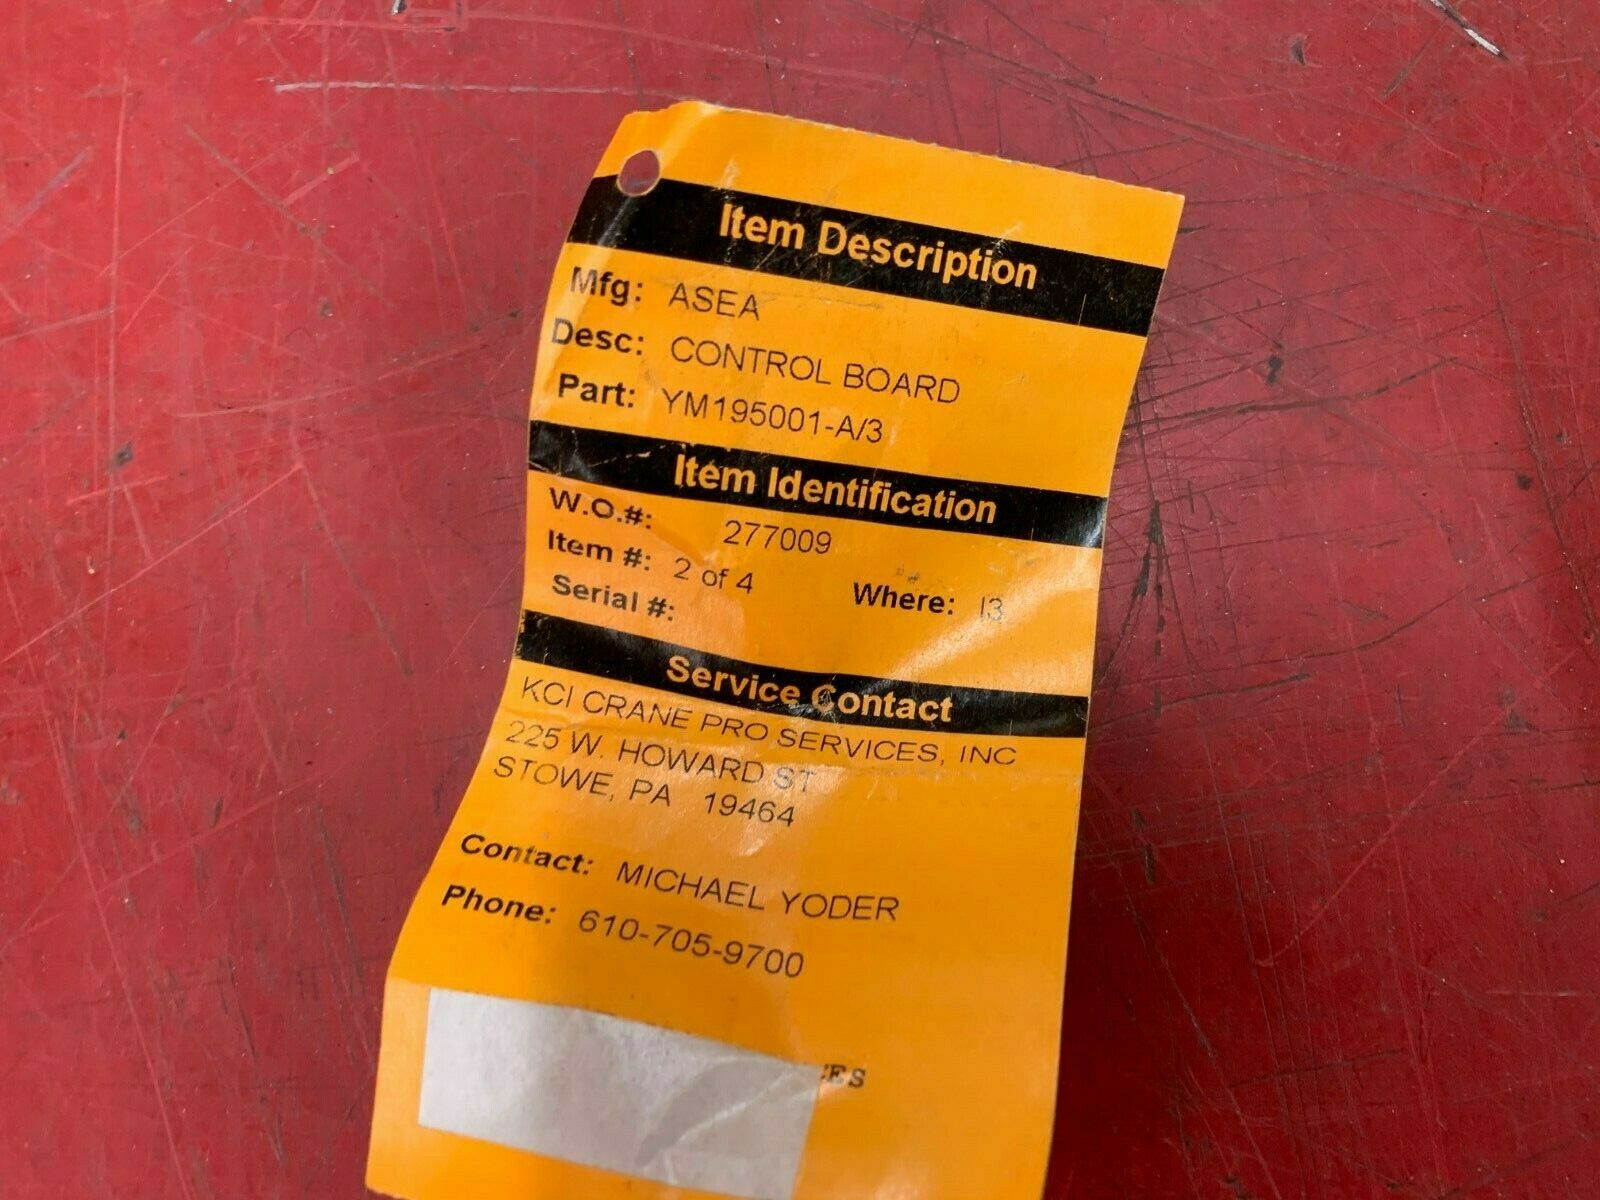 Item Description
Mfg: ASEA
Desc: CONTROL BOARD
Part: YM195001-A/3
Item Identification
W.O.#: 277009
Item #: 2 of 4 Where: I3
Serial #:
Service Contact
KCI CRANE PRO SERVICES, INC
225 W. HOWARD ST
STOWE, PA 19464
Contact: MICHAEL YODER
Phone: 610-705-9700